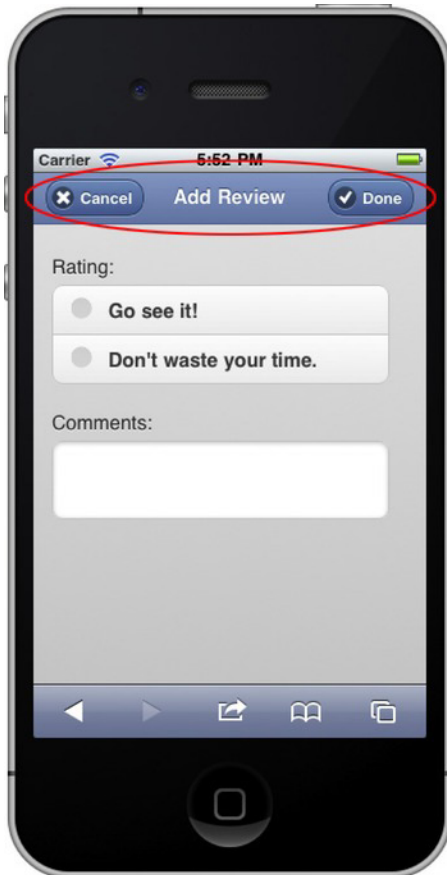 Carrier 5:52 PM
Cancel Add Review Done
Rating:
Go see it!
Don't waste your time.
Comments: